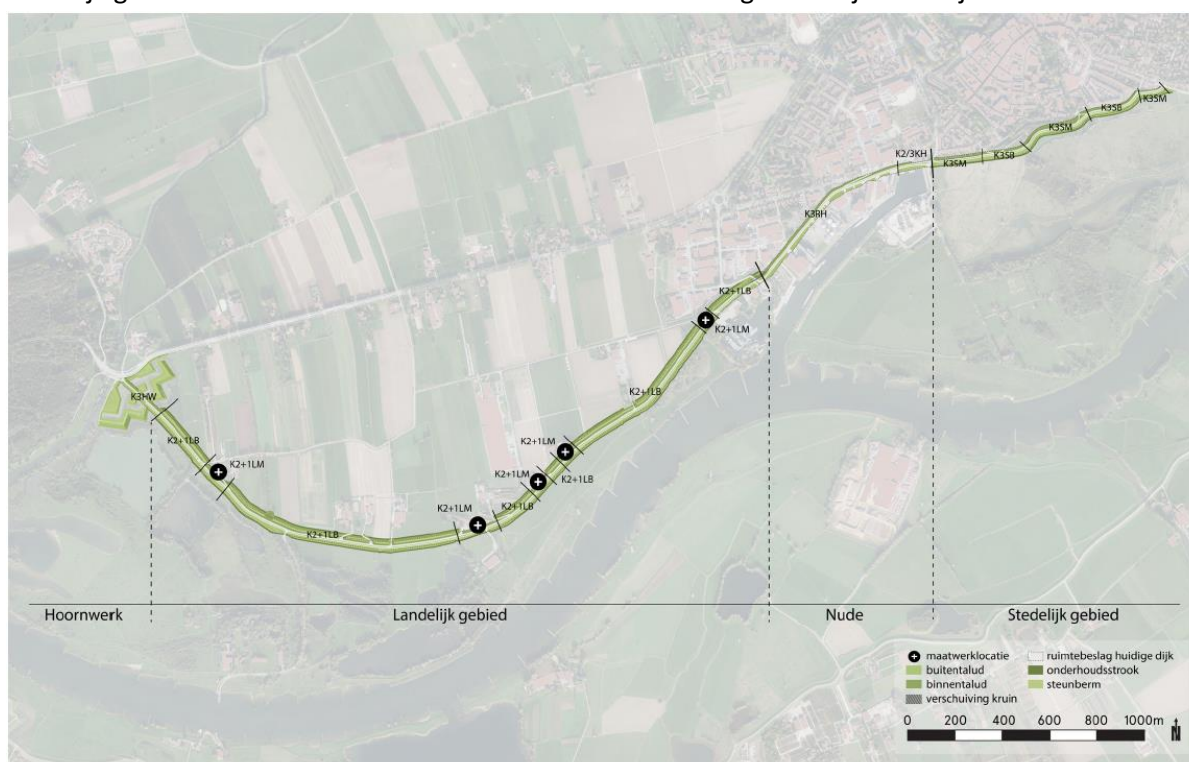 K3SM
K3SB
K3SM
K3SB
K3SM
K2/3KH
K3RH
K2+1LB
K2+1LM
K2+1LB
K2+1LM
K2+1LB
K2+1LM
K2+1LB
K2+1LM
K2+1LB
K2+1LM
K2+1LB
K3HW
Hoornwerk
Landelijk gebied
Nude
Stedelijk gebied
maatwerklocatie
buitentalud
binnentalud
verschuiving kruin
ruimtebeslag huidige dijk
onderhoudsstrook
steunberm
0 200 400 600 800 1000m
N